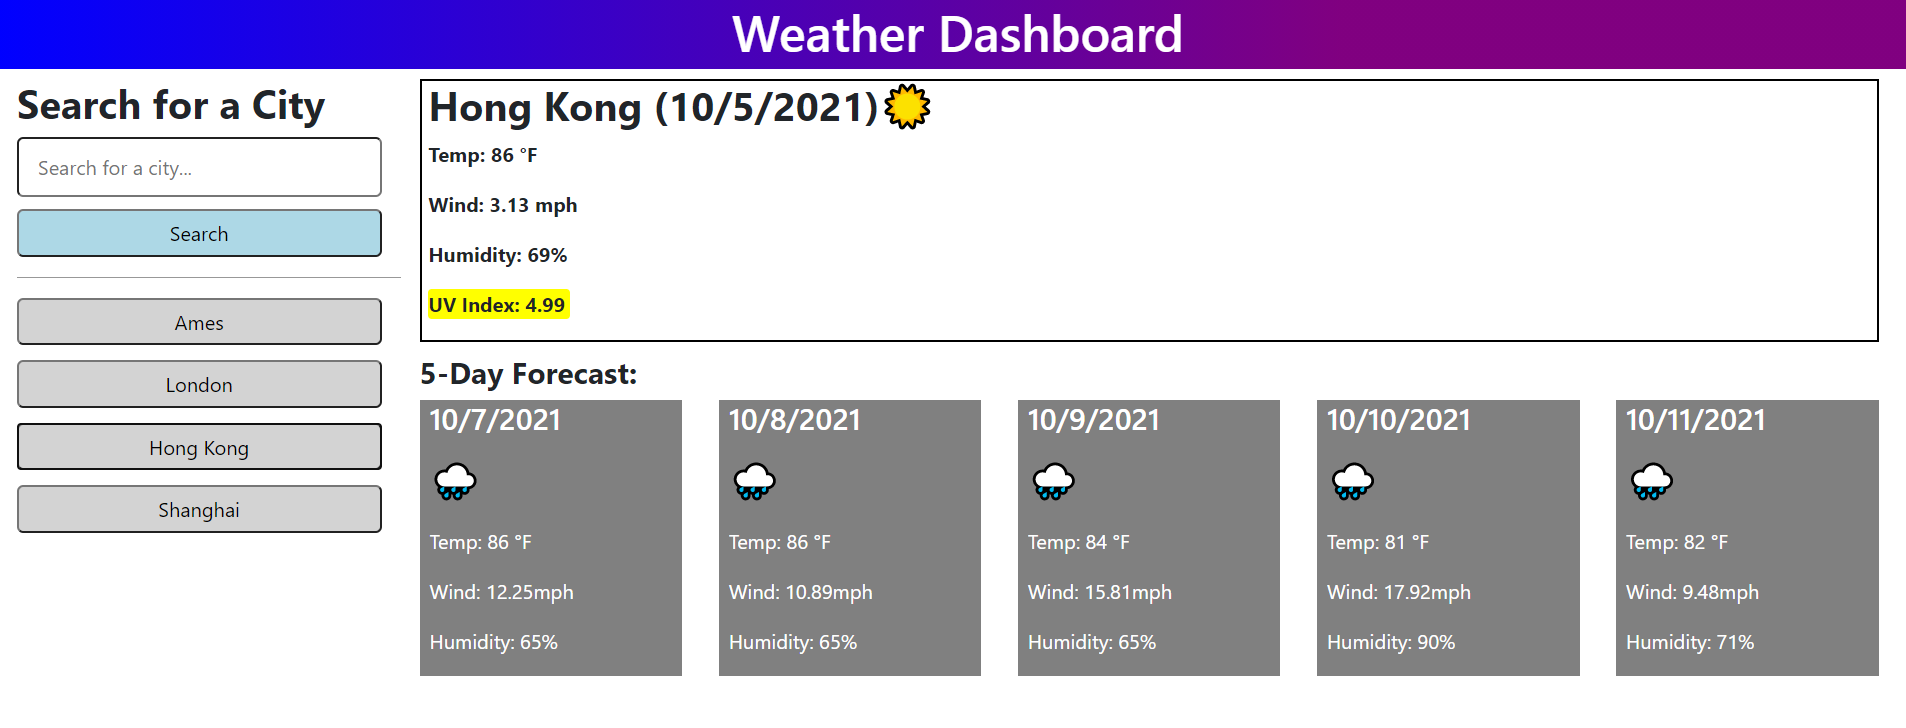 Weather Dashboard
Search for a City
Search for a city...
Search
Ames
London
Hong Kong
Shanghai
Hong Kong (10/5/2021)
Temp: 86 °F
Wind: 3.13 mph
Humidity: 69%
UV Index: 4.99
5-Day Forecast:
10/7/2021
Temp: 86 °F
Wind: 12.25mph
Humidity: 65%
10/8/2021
Temp: 86 °F
Wind: 10.89mph
Humidity: 65%
10/9/2021
Temp: 84 °F
Wind: 15.81mph
Humidity: 65%
10/10/2021
Temp: 81 °F
Wind: 17.92mph
Humidity: 90%
10/11/2021
Temp: 82 °F
Wind: 9.48mph
Humidity: 71%